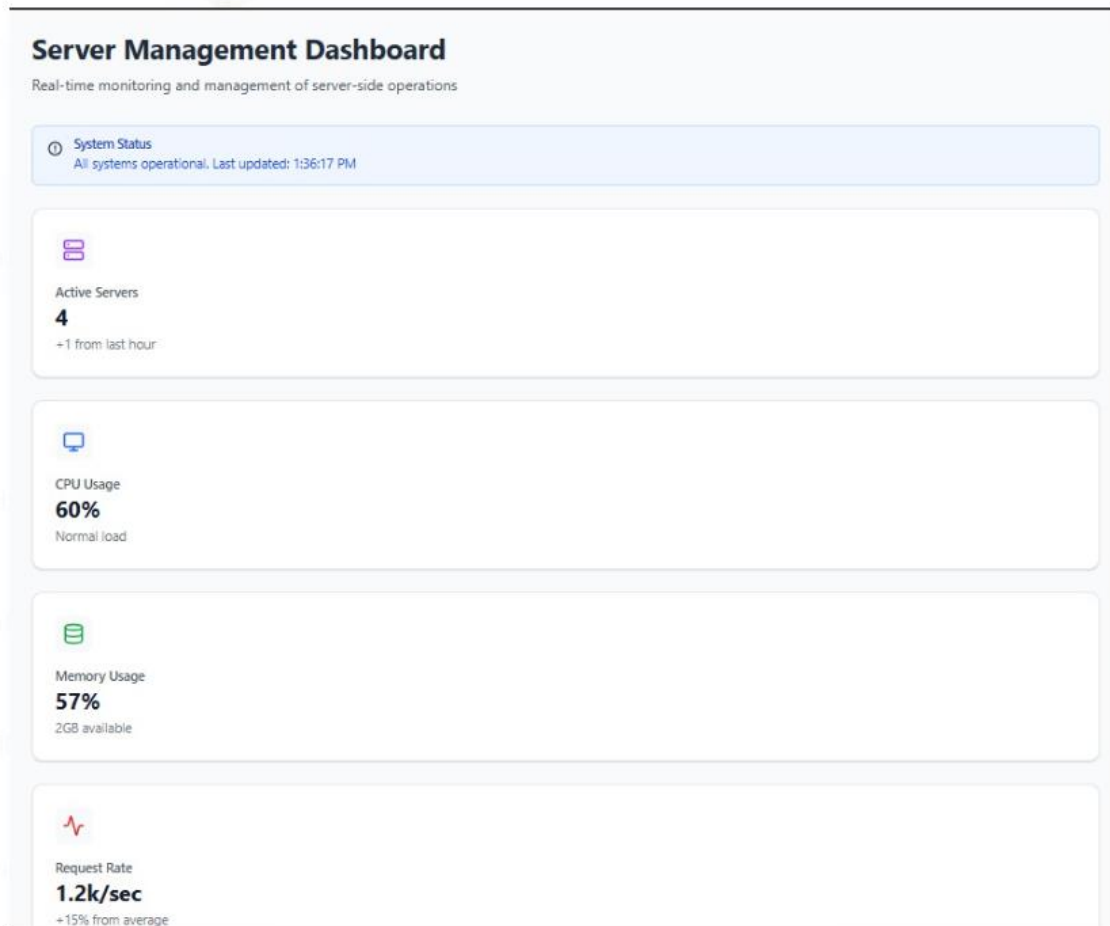 Server Management Dashboard
Real-time monitoring and management of server-side operations
System Status
All systems operational. Last updated: 1:36:17 PM
Active Servers
4
+1 from last hour
CPU Usage
60%
Normal load
Memory Usage
57%
2GB available
Request Rate
1.2k/sec
+15% from average